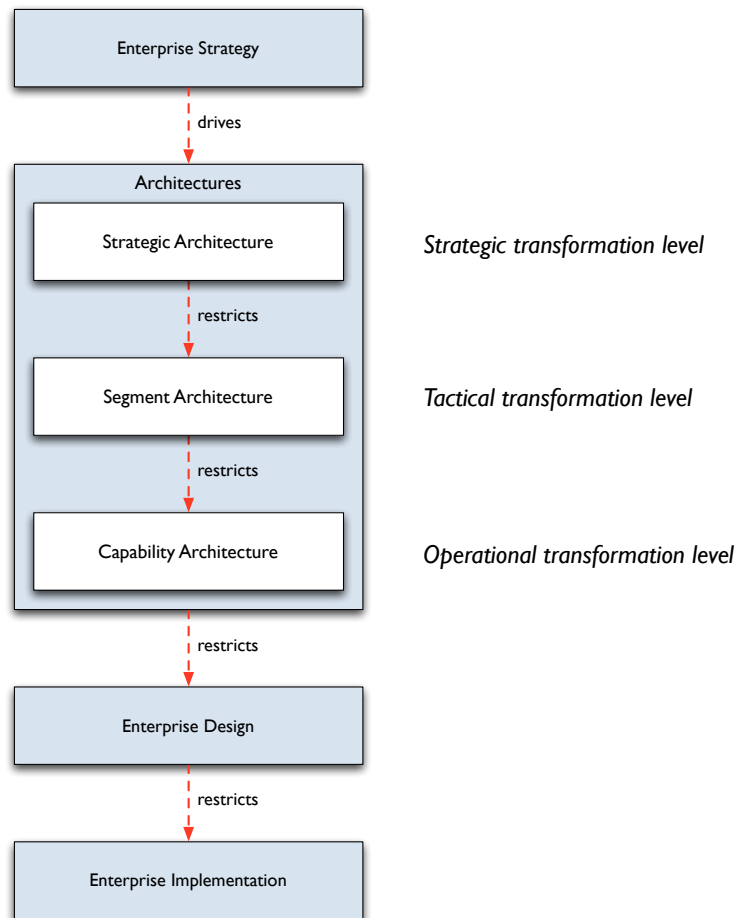 Enterprise Strategy
drives
Architectures
Strategic Architecture
Strategic transformation level
restricts
Segment Architecture
Tactical transformation level
restricts
Capability Architecture
Operational transformation level
restricts
Enterprise Design
restricts
Enterprise Implementation